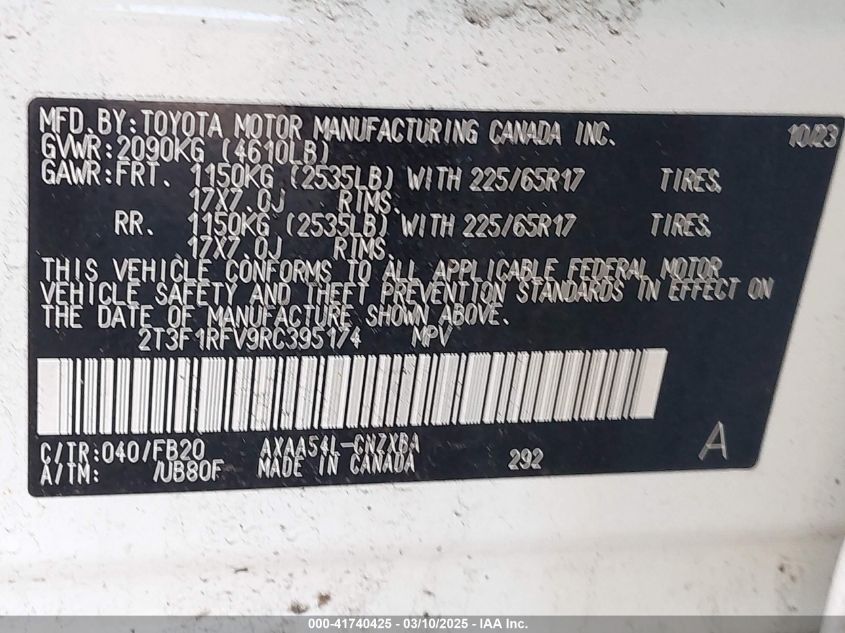 MFD. BY: TOYOTA MOTOR MANUFACTURING CANADA INC. 10/23
GVWR: 2090KG (4610LB)
GAWR: FRT. 1150KG (2535LB) WITH 225/65R17 TIRES,
17X7.0J RIMS.
RR. 1150KG (2535LB) WITH 225/65R17 TIRES,
17X7.0J RIMS.
THIS VEHICLE CONFORMS TO ALL APPLICABLE FEDERAL MOTOR
VEHICLE SAFETY AND THEFT PREVENTION STANDARDS IN EFFECT ON
THE DATE OF MANUFACTURE SHOWN ABOVE.
2T3F1RFV9RC395174 MPV
C/TR: 040/FB20 AXAA54L-CNZXBA
A/TM: /UB80F MADE IN CANADA 292 A
000-41740425 - 03/10/2025 - IAA Inc.